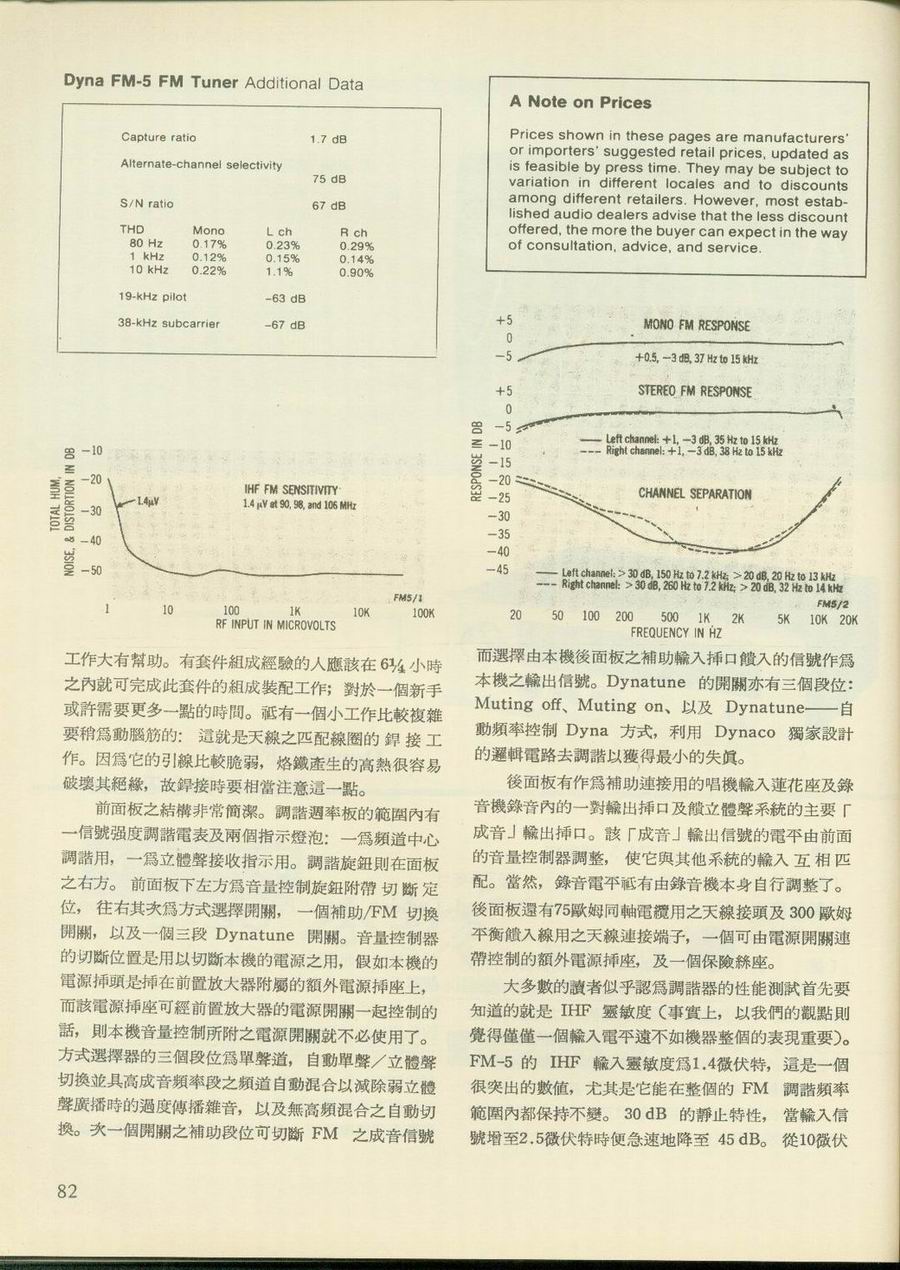 Dyna FM-5 FM Tuner Additional Data
Capture ratio 1.7 dB
Alternate-channel selectivity
75 dB
S/N ratio 67 dB
THD Mono L ch R ch
80 Hz 0.17% 0.23% 0.29%
1 kHz 0.12% 0.15% 0.14%
10 kHz 0.22% 1.1% 0.90%
19-kHz pilot -63 dB
38-kHz subcarrier -67 dB
TOTAL HUM,
NOISE, & DISTORTION IN DB
-10
-20
-30
-40
-50
1.4μV
IHF FM SENSITIVITY
1.4 μV at 90, 98, and 106 MHz
FM5/1
1 10 100 1K 10K 100K
RF INPUT IN MICROVOLTS
工作大有幫助。有套件組成經驗的人應該在 6¼ 小時
之內就可完成此套件的組成裝配工作；對於一個新手
或許需要更多一點的時間。祗有一個小工作比較複雜
要稍爲動腦筋的：這就是天線之匹配線圈的 銲 接 工
作。因爲它的引線比較脆弱，烙鐵產生的高熱很容易
破壞其絕緣，故銲接時要相當注意這一點。
前面板之結構非常簡潔。調諧週率板的範圍內有
一信號强度調諧電表及兩個指示燈泡：一爲頻道中心
調諧用，一爲立體聲接收指示用。調諧旋鈕則在面板
之右方。前面板下左方爲音量控制旋鈕附帶 切 斷 定
位，往右其次爲方式選擇開關，一個補助/FM 切換
開關，以及一個三段 Dynatune 開關。音量控制器
的切斷位置是用以切斷本機的電源之用，假如本機的
電源揷頭是揷在前置放大器附屬的額外電源揷座上，
而該電源揷座可經前置放大器的電源開關一起控制的
話，則本機音量控制所附之電源開關就不必使用了。
方式選擇器的三個段位爲單聲道，自動單聲／立體聲
切換並具高成音頻率段之頻道自動混合以減除弱立體
聲廣播時的過度傳播雜音，以及無高頻混合之自動切
換。次一個開關之補助段位可切斷 FM 之成音信號
82
A Note on Prices
Prices shown in these pages are manufacturers'
or importers' suggested retail prices, updated as
is feasible by press time. They may be subject to
variation in different locales and to discounts
among different retailers. However, most estab-
lished audio dealers advise that the less discount
offered, the more the buyer can expect in the way
of consultation, advice, and service.
RESPONSE IN DB
+5
0
-5
MONO FM RESPONSE
+0.5, -3 dB, 37 Hz to 15 kHz
+5
0
-5
-10
-15
-20
-25
-30
-35
-40
-45
STEREO FM RESPONSE
Left channel: +1, -3 dB, 35 Hz to 15 kHz
Right channel: +1, -3 dB, 38 Hz to 15 kHz
CHANNEL SEPARATION
Left channel: > 30 dB, 150 Hz to 7.2 kHz; > 20 dB, 20 Hz to 13 kHz
Right channel: > 30 dB, 260 Hz to 7.2 kHz; > 20 dB, 32 Hz to 14 kHz
FM5/2
20 50 100 200 500 1K 2K 5K 10K 20K
FREQUENCY IN HZ
而選擇由本機後面板之補助輸入揷口饋入的信號作爲
本機之輸出信號。Dynatune 的開關亦有三個段位：
Muting off、Muting on、以及 Dynatune——自
動頻率控制 Dyna 方式，利用 Dynaco 獨家設計
的邏輯電路去調諧以獲得最小的失眞。
後面板有作爲補助連接用的唱機輸入蓮花座及錄
音機錄音內的一對輸出揷口及饋立體聲系統的主要「
成音」輸出揷口。該「成音」輸出信號的電平由前面
的音量控制器調整，使它與其他系統的輸入 互 相 匹
配。當然，錄音電平祗有由錄音機本身自行調整了。
後面板還有75歐姆同軸電纜用之天線接頭及 300 歐姆
平衡饋入線用之天線連接端子，一個可由電源開關連
帶控制的額外電源揷座，及一個保險絲座。
大多數的讀者似乎認爲調諧器的性能測試首先要
知道的就是 IHF 靈敏度（事實上，以我們的觀點則
覺得僅僅一個輸入電平遠不如機器整個的表現重要）。
FM-5 的 IHF 輸入靈敏度爲1.4微伏特，這是一個
很突出的數値，尤其是它能在整個的 FM 調諧頻率
範圍內都保持不變。30 dB 的靜止特性，當輸入信
號增至2.5微伏特時便急速地降至 45 dB。從10微伏